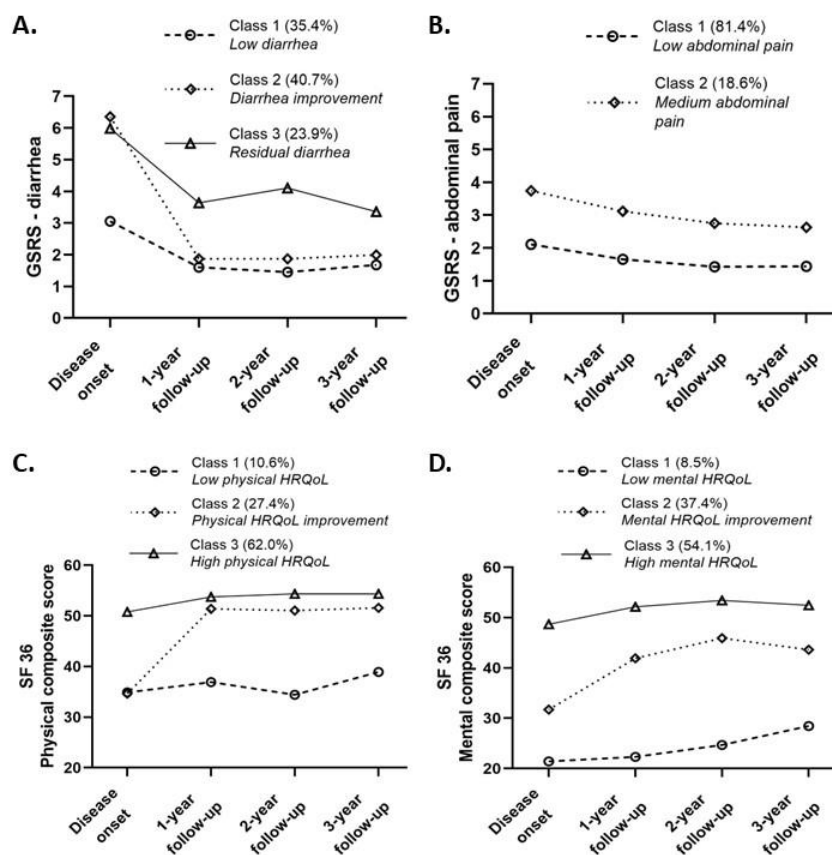 A.
Class 1 (35.4%)
Low diarrhea
Class 2 (40.7%)
Diarrhea improvement
Class 3 (23.9%)
Residual diarrhea
GSRS - diarrhea
7
6
5
4
3
2
1
0
Disease
onset
1-year
follow-up
2-year
follow-up
3-year
follow-up
B.
Class 1 (81.4%)
Low abdominal pain
Class 2 (18.6%)
Medium abdominal
pain
GSRS - abdominal pain
7
6
5
4
3
2
1
0
Disease
onset
1-year
follow-up
2-year
follow-up
3-year
follow-up
C.
Class 1 (10.6%)
Low physical HRQoL
Class 2 (27.4%)
Physical HRQoL improvement
Class 3 (62.0%)
High physical HRQoL
SF 36
Physical composite score
60
50
40
30
20
Disease
onset
1-year
follow-up
2-year
follow-up
3-year
follow-up
D.
Class 1 (8.5%)
Low mental HRQoL
Class 2 (37.4%)
Mental HRQoL improvement
Class 3 (54.1%)
High mental HRQoL
SF 36
Mental composite score
60
50
40
30
20
Disease
onset
1-year
follow-up
2-year
follow-up
3-year
follow-up